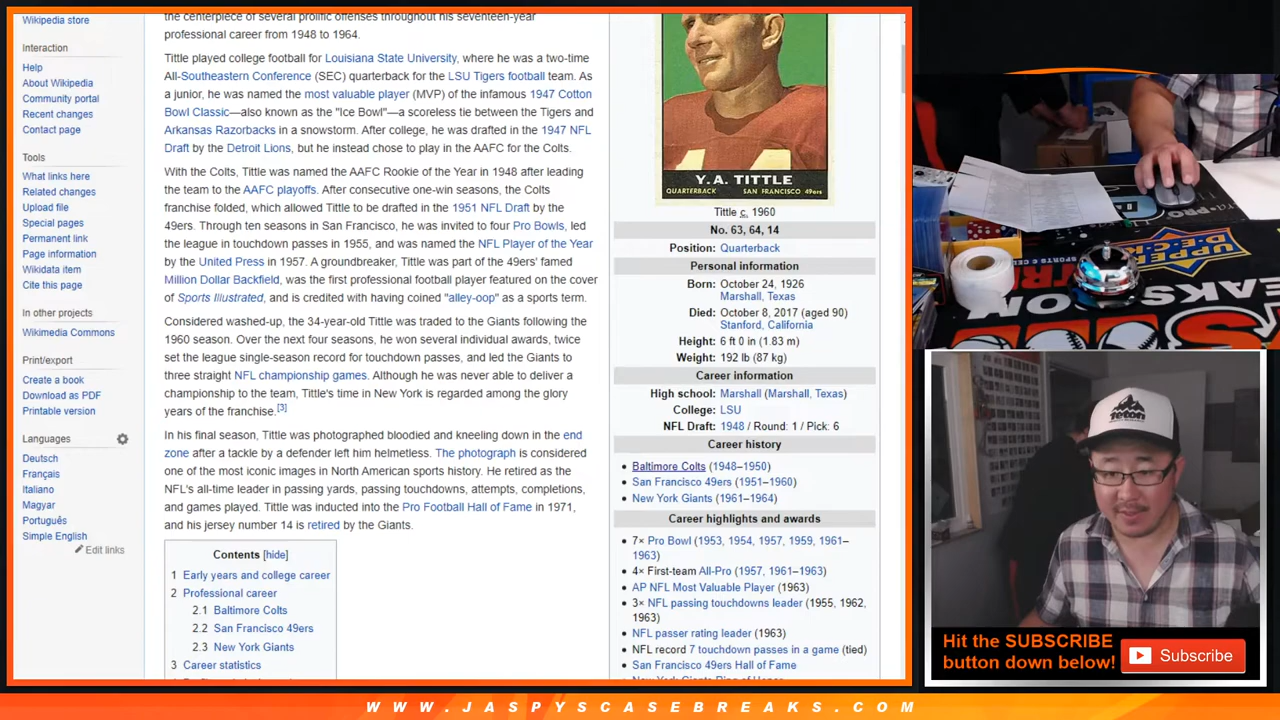 Wikipedia store
Interaction
Help
About Wikipedia
Community portal
Recent changes
Contact page
Tools
What links here
Related changes
Upload file
Special pages
Permanent link
Page information
Wikidata item
Cite this page
In other projects
Wikimedia Commons
Print/export
Create a book
Download as PDF
Printable version
Languages
Deutsch
Français
Italiano
Magyar
Português
Simple English
Edit links
the centerpiece of several prolific offenses throughout his seventeen-year
professional career from 1948 to 1964.
Tittle played college football for Louisiana State University, where he was a two-time
All-Southeastern Conference (SEC) quarterback for the LSU Tigers football team. As
a junior, he was named the most valuable player (MVP) of the infamous 1947 Cotton
Bowl Classic—also known as the "Ice Bowl"—a scoreless tie between the Tigers and
Arkansas Razorbacks in a snowstorm. After college, he was drafted in the 1947 NFL
Draft by the Detroit Lions, but he instead chose to play in the AAFC for the Colts.
With the Colts, Tittle was named the AAFC Rookie of the Year in 1948 after leading
the team to the AAFC playoffs. After consecutive one-win seasons, the Colts
franchise folded, which allowed Tittle to be drafted in the 1951 NFL Draft by the
49ers. Through ten seasons in San Francisco, he was invited to four Pro Bowls, led
the league in touchdown passes in 1955, and was named the NFL Player of the Year
by the United Press in 1957. A groundbreaker, Tittle was part of the 49ers' famed
Million Dollar Backfield, was the first professional football player featured on the cover
of Sports Illustrated, and is credited with having coined "alley-oop" as a sports term.
Considered washed-up, the 34-year-old Tittle was traded to the Giants following the
1960 season. Over the next four seasons, he won several individual awards, twice
set the league single-season record for touchdown passes, and led the Giants to
three straight NFL championship games. Although he was never able to deliver a
championship to the team, Tittle's time in New York is regarded among the glory
years of the franchise.[3]
In his final season, Tittle was photographed bloodied and kneeling down in the end
zone after a tackle by a defender left him helmetless. The photograph is considered
one of the most iconic images in North American sports history. He retired as the
NFL's all-time leader in passing yards, passing touchdowns, attempts, completions,
and games played. Tittle was inducted into the Pro Football Hall of Fame in 1971,
and his jersey number 14 is retired by the Giants.
Contents [hide]
1 Early years and college career
2 Professional career
2.1 Baltimore Colts
2.2 San Francisco 49ers
2.3 New York Giants
3 Career statistics
Y.A. TITTLE
QUARTERBACK SAN FRANCISCO 49ers
Tittle c. 1960
No. 63, 64, 14
Position: Quarterback
Personal information
Born: October 24, 1926
Marshall, Texas
Died: October 8, 2017 (aged 90)
Stanford, California
Height: 6 ft 0 in (1.83 m)
Weight: 192 lb (87 kg)
Career information
High school: Marshall (Marshall, Texas)
College: LSU
NFL Draft: 1948 / Round: 1 / Pick: 6
Career history
• Baltimore Colts (1948–1950)
• San Francisco 49ers (1951–1960)
• New York Giants (1961–1964)
Career highlights and awards
• 7× Pro Bowl (1953, 1954, 1957, 1959, 1961–
1963)
• 4× First-team All-Pro (1957, 1961–1963)
• AP NFL Most Valuable Player (1963)
• 3× NFL passing touchdowns leader (1955, 1962,
1963)
• NFL passer rating leader (1963)
• NFL record 7 touchdown passes in a game (tied)
• San Francisco 49ers Hall of Fame
• New York Giants Ring of Honor
UPPER
DECK
TETON
Hit the SUBSCRIBE
button down below!
Subscribe
WWW.JASPYSCASEBREAKS.COM